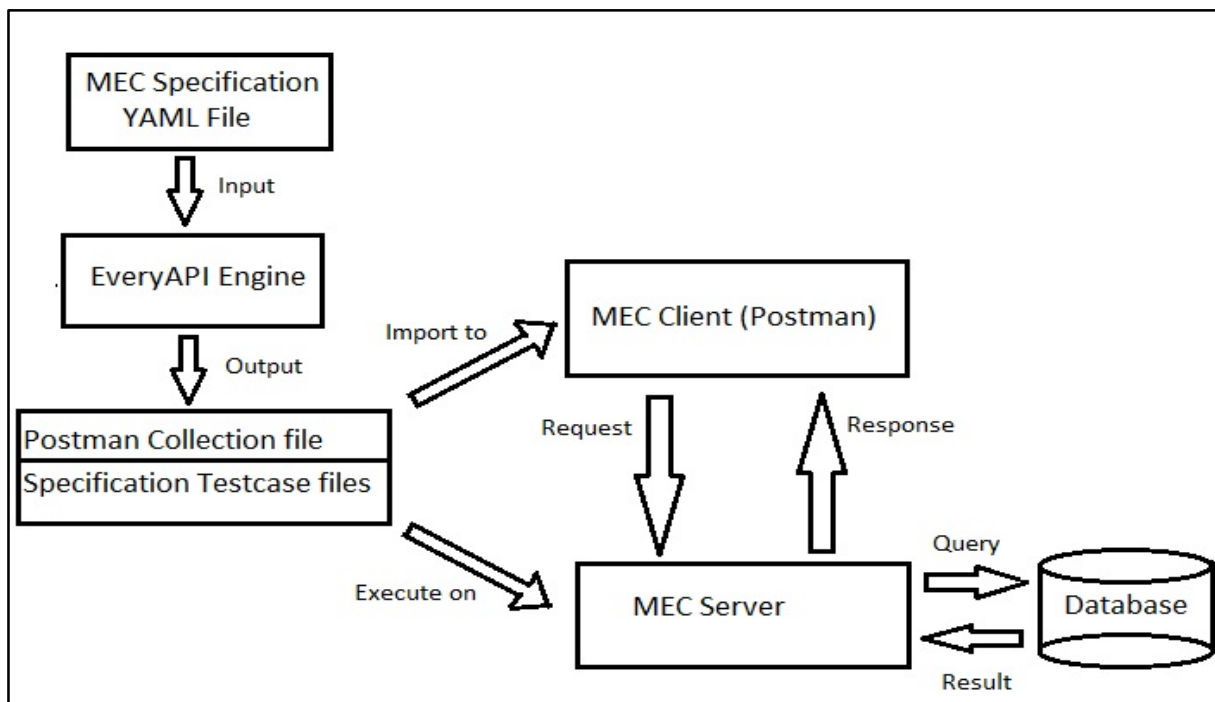 MEC Specification
YAML File
Input
EveryAPI Engine
Output
Postman Collection file
Specification Testcase files
Import to
MEC Client (Postman)
Request
Response
Execute on
MEC Server
Query
Database
Result